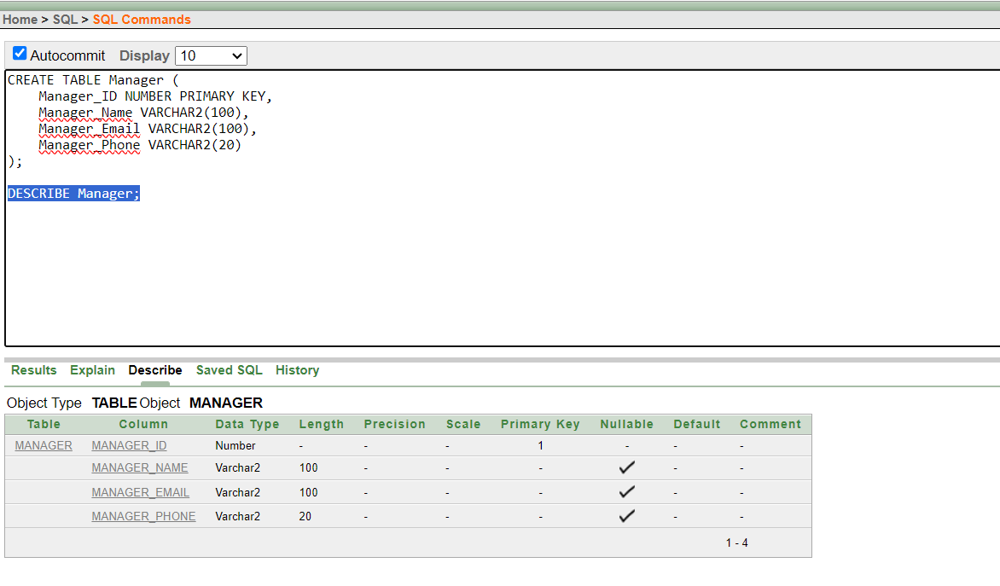 Home > SQL > SQL Commands
Autocommit Display 10
CREATE TABLE Manager (
    Manager_ID NUMBER PRIMARY KEY,
    Manager_Name VARCHAR2(100),
    Manager_Email VARCHAR2(100),
    Manager_Phone VARCHAR2(20)
);
DESCRIBE Manager;
Results Explain Describe Saved SQL History
Object Type TABLE Object MANAGER
Table Column Data Type Length Precision Scale Primary Key Nullable Default Comment
MANAGER MANAGER_ID Number - - - 1 - - -
MANAGER_NAME Varchar2 100 - - - ✓ - -
MANAGER_EMAIL Varchar2 100 - - - ✓ - -
MANAGER_PHONE Varchar2 20 - - - ✓ - -
1 - 4